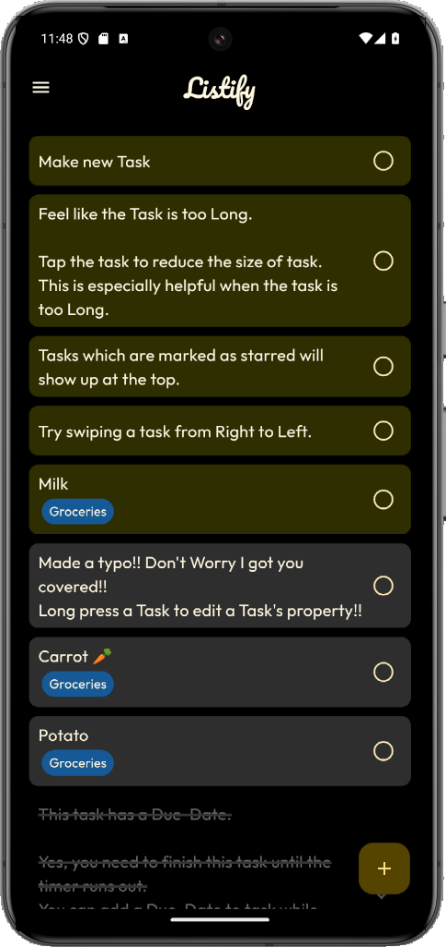 11:48
Listify
Make new Task
Feel like the Task is too Long.
Tap the task to reduce the size of task.
This is especially helpful when the task is
too Long.
Tasks which are marked as starred will
show up at the top.
Try swiping a task from Right to Left.
Milk
Groceries
Made a typo!! Don't Worry I got you
covered!!
Long press a Task to edit a Task's property!!
Carrot 🥕
Groceries
Potato
Groceries
This task has a Due-Date.
Yes, you need to finish this task until the
timer runs out.
You can add a Due-Date to task while